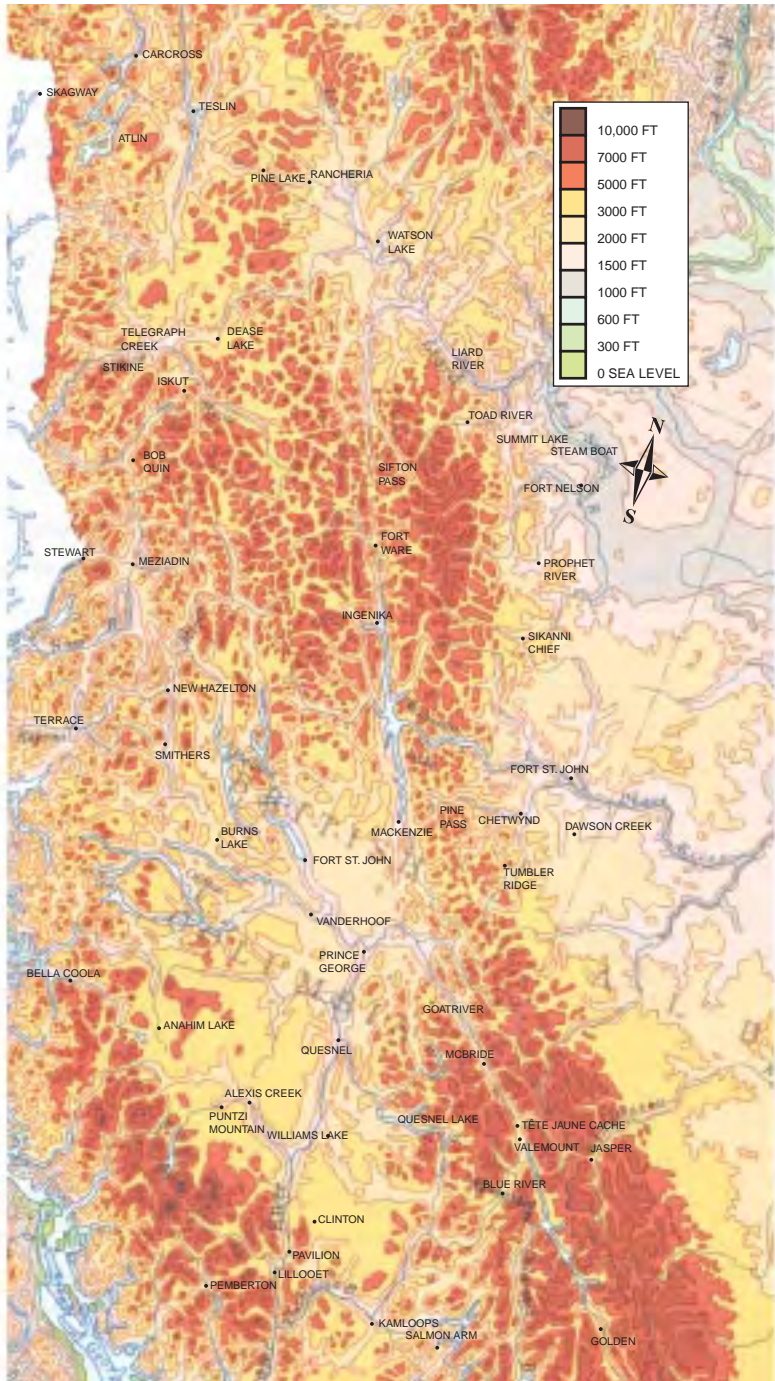 CARCROSS
SKAGWAY
TESLIN
ATLIN
10,000 FT
7000 FT
5000 FT
3000 FT
2000 FT
1500 FT
1000 FT
600 FT
300 FT
0 SEA LEVEL
PINE LAKE
RANCHERIA
WATSON
LAKE
TELEGRAPH
CREEK
DEASE
LAKE
STIKINE
ISKUT
LIARD
RIVER
TOAD RIVER
SUMMIT LAKE
STEAM BOAT
N
S
BOB
QUIN
SIFTON
PASS
FORT NELSON
FORT
WARE
STEWART
MEZIADIN
PROPHET
RIVER
INGENIKA
SIKANNI
CHIEF
NEW HAZELTON
TERRACE
SMITHERS
FORT ST. JOHN
MACKENZIE
PINE
PASS
CHETWYND
DAWSON CREEK
BURNS
LAKE
FORT ST. JOHN
TUMBLER
RIDGE
VANDERHOOF
PRINCE
GEORGE
BELLA COOLA
GOATRIVER
ANAHIM LAKE
QUESNEL
MCBRIDE
ALEXIS CREEK
PUNTZI
MOUNTAIN
WILLIAMS LAKE
QUESNEL LAKE
TÊTE JAUNE CACHE
VALEMOUNT
JASPER
BLUE RIVER
CLINTON
PAVILION
LILLOOET
PEMBERTON
KAMLOOPS
SALMON ARM
GOLDEN